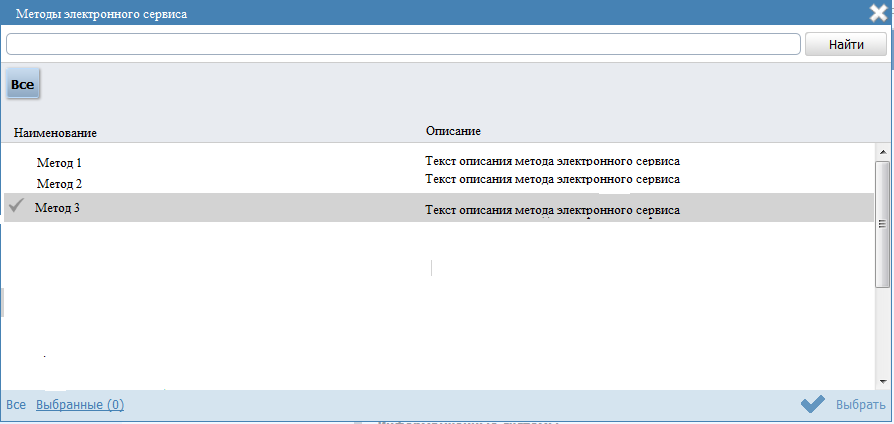 Методы электронного сервиса
Найти
Все
Наименование Описание
Метод 1 Текст описания метода электронного сервиса
Метод 2 Текст описания метода электронного сервиса
Метод 3 Текст описания метода электронного сервиса
Все Выбранные (0) Выбрать